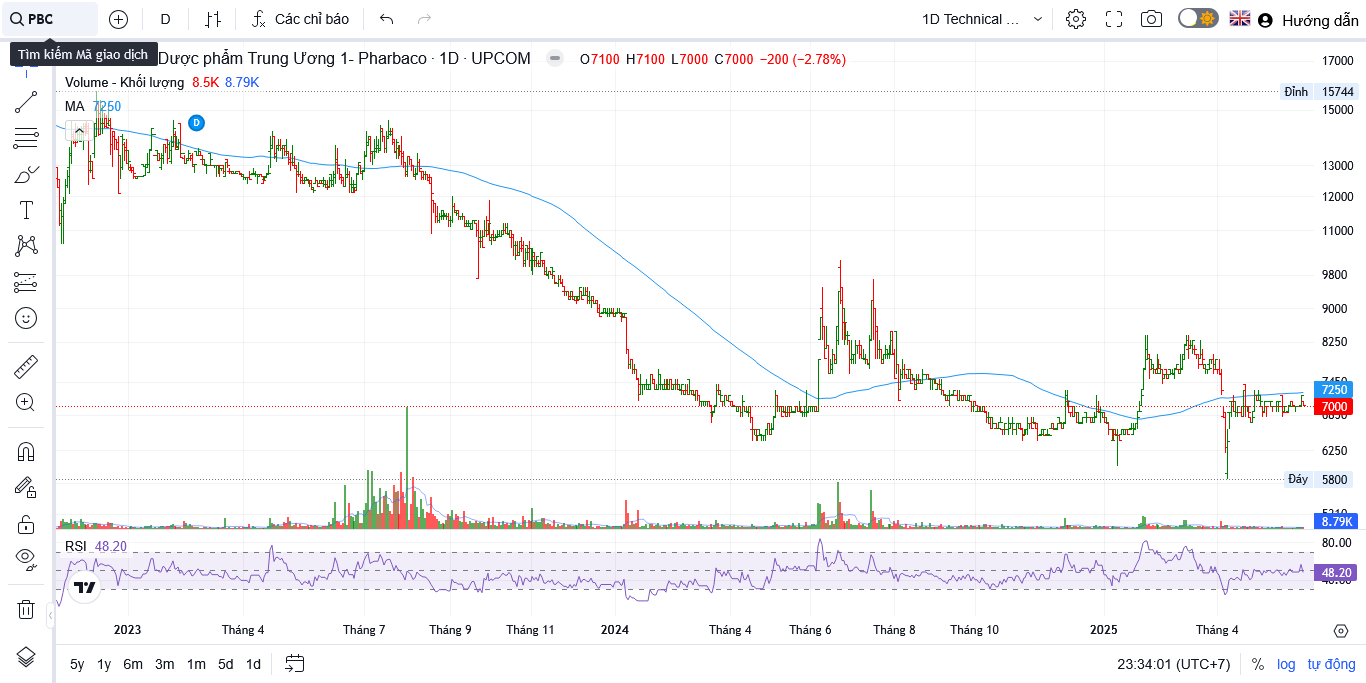 PBC
D
Các chỉ báo
1D Technical ...
Hướng dẫn
Tìm kiếm Mã giao dịch
Dược phẩm Trung Ương 1- Pharbaco · 1D · UPCOM
O7100 H7100 L7000 C7000 −200 (−2.78%)
Volume - Khối lượng 8.5K 8.79K
MA 7250
D
17000
Đỉnh 15744
15000
13000
12000
11000
9800
9000
8250
7450
7250
7000
6850
6250
Đáy 5800
8.79K
RSI 48.20
80.00
48.20
40.00
2023
Tháng 4
Tháng 7
Tháng 9
Tháng 11
2024
Tháng 4
Tháng 6
Tháng 8
Tháng 10
2025
Tháng 4
5y 1y 6m 3m 1m 5d 1d
23:34:01 (UTC+7)
% log tự động